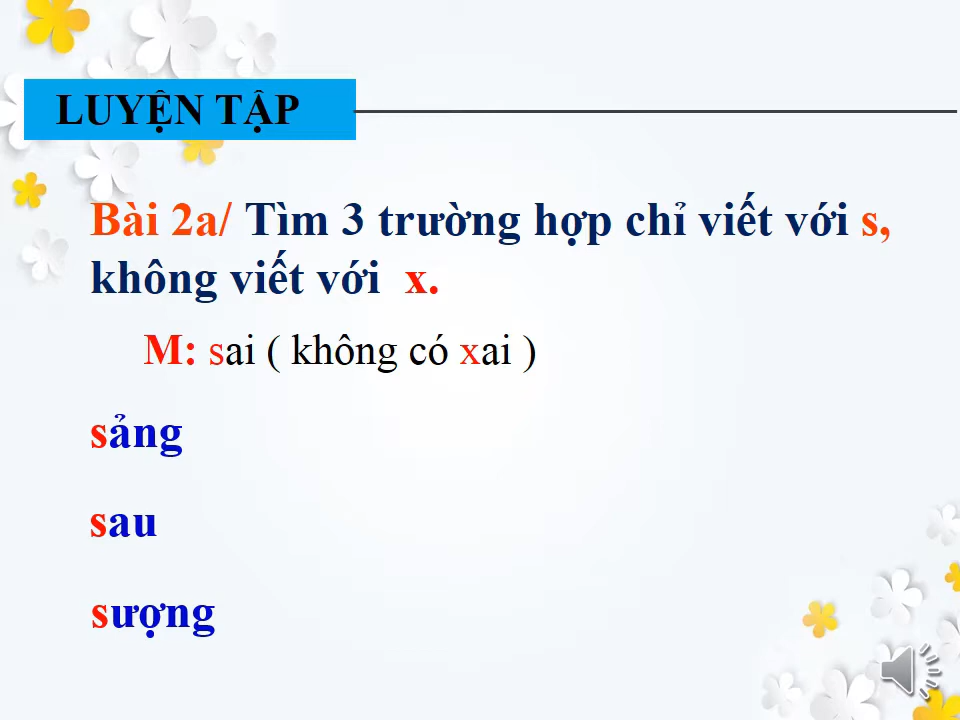 LUYỆN TẬP
Bài 2a/ Tìm 3 trường hợp chỉ viết với s,
không viết với x.
M: sai ( không có xai )
sảng
sau
sượng